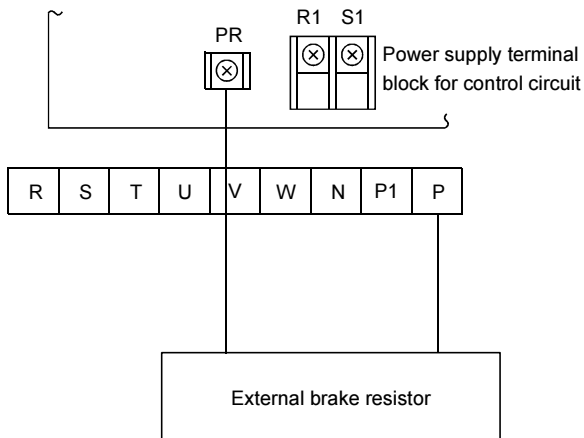 R1 S1
PR
Power supply terminal
block for control circuit
R S T U V W N P1 P
External brake resistor